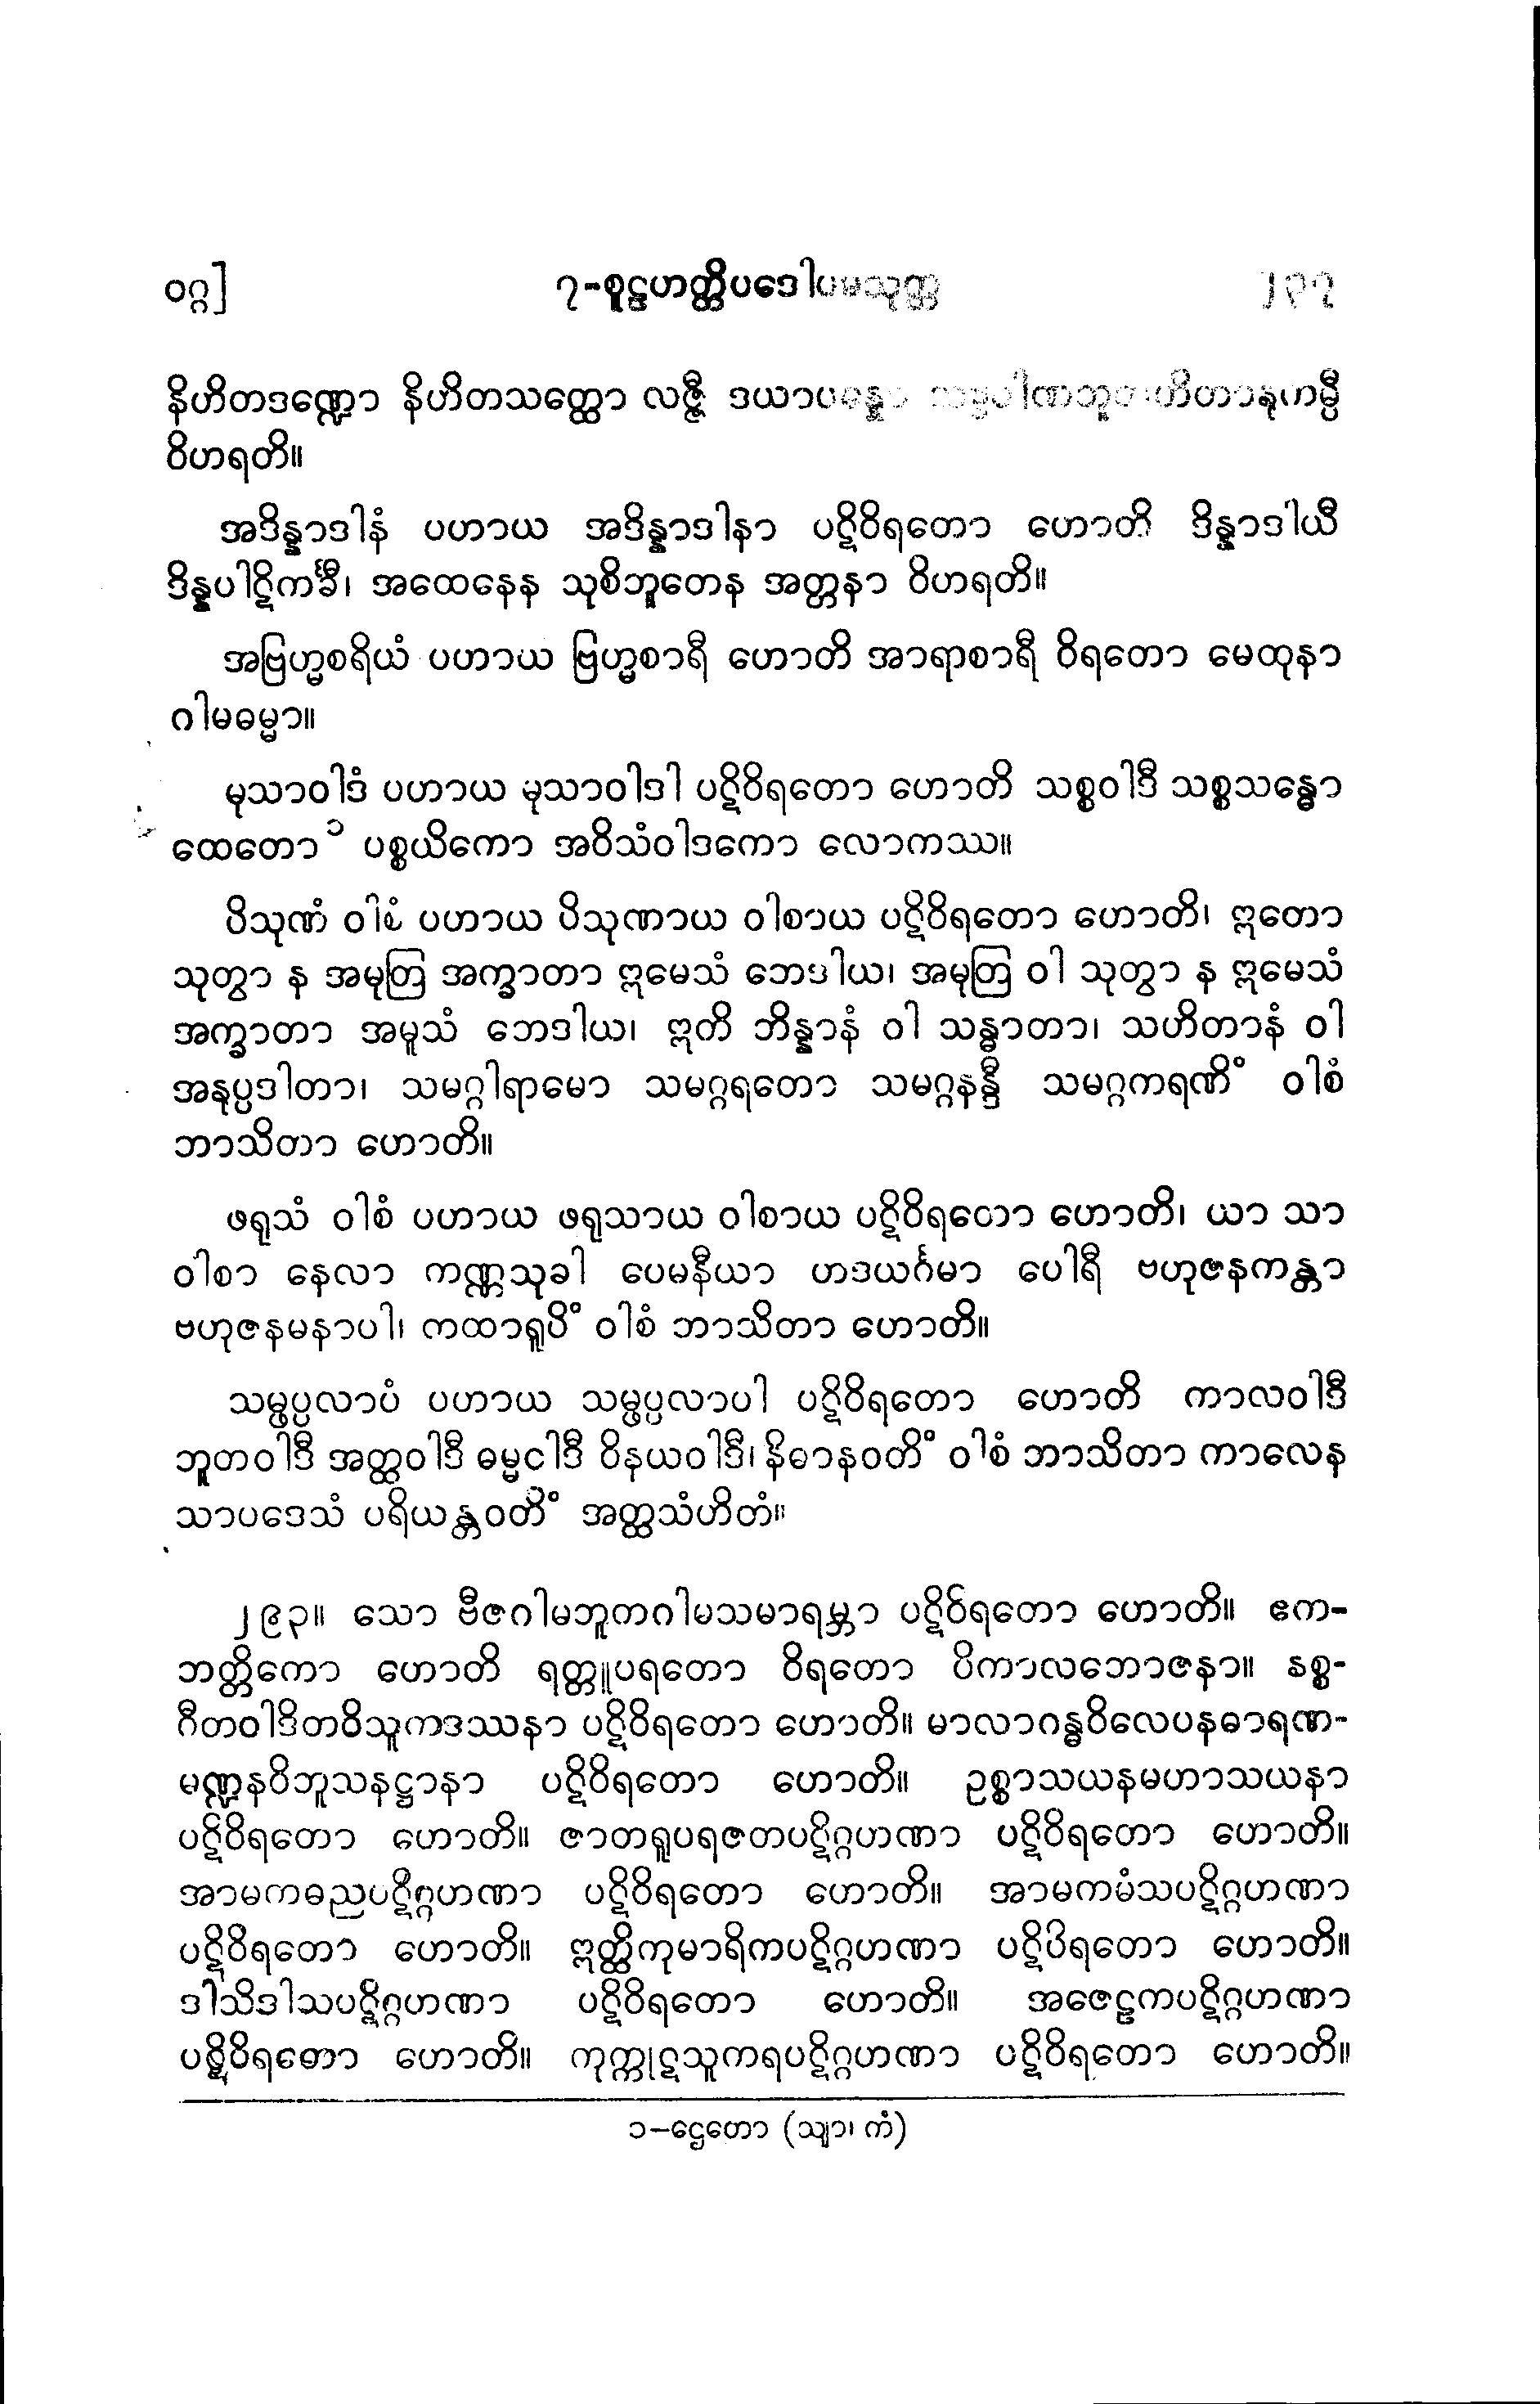 ဝဂ္ဂ]
၇-စူဠဟတ္ထိပဒေါပမသုတ္တ
၂၃၇
နိဟိတဒဏ္ဍော နိဟိတသတ္ထော လဇ္ဇီ ဒယာပန္နော သဗ္ဗပါဏဘူတဟိတာနုကမ္ပီ
ဝိဟရတိ။
အဒိန္နာဒါနံ ပဟာယ အဒိန္နာဒါနာ ပဋိဝိရတော ဟောတိ ဒိန္နာဒါယီ
ဒိန္နပါဋိကင်္ခီ၊ အထေနေန သုစိဘူတေန အတ္တနာ ဝိဟရတိ။
အဗြဟ္မစရိယံ ပဟာယ ဗြဟ္မစာရီ ဟောတိ အာရာစာရီ ဝိရတော မေထုနာ
ဂါမဓမ္မာ။
မုသာဝါဒံ ပဟာယ မုသာဝါဒါ ပဋိဝိရတော ဟောတိ သစ္စဝါဒီ သစ္စသန္ဓော
ထေတော ၁ ပစ္စယိကော အဝိသံဝါဒကော လောကဿ။
ပိသုဏံ ဝါစံ ပဟာယ ပိသုဏာယ ဝါစာယ ပဋိဝိရတော ဟောတိ၊ ဣတော
သုတွာ န အမုတြ အက္ခာတာ ဣမေသံ ဘေဒါယ၊ အမုတြ ဝါ သုတွာ န ဣမေသံ
အက္ခာတာ အမူသံ ဘေဒါယ၊ ဣတိ ဘိန္နာနံ ဝါ သန္ဓာတာ၊ သဟိတာနံ ဝါ
အနုပ္ပဒါတာ၊ သမဂ္ဂါရာမော သမဂ္ဂရတော သမဂ္ဂနန္ဒီ သမဂ္ဂကရဏိံ ဝါစံ
ဘာသိတာ ဟောတိ။
ဖရုသံ ဝါစံ ပဟာယ ဖရုသာယ ဝါစာယ ပဋိဝိရတော ဟောတိ၊ ယာ သာ
ဝါစာ နေလာ ကဏ္ဏသုခါ ပေမနီယာ ဟဒယင်္ဂမာ ပေါရီ ဗဟုဇနကန္တာ
ဗဟုဇနမနာပါ၊ တထာရူပိံ ဝါစံ ဘာသိတာ ဟောတိ။
သမ္ဖပ္ပလာပံ ပဟာယ သမ္ဖပ္ပလာပါ ပဋိဝိရတော ဟောတိ ကာလဝါဒီ
ဘူတဝါဒီ အတ္ထဝါဒီ ဓမ္မဝါဒီ ဝိနယဝါဒီ၊ နိဓာနဝတိံ ဝါစံ ဘာသိတာ ကာလေန
သာပဒေသံ ပရိယန္တဝတိံ အတ္ထသံဟိတံ။
၂၉၃။ သော ဗီဇဂါမဘူတဂါမသမာရမ္ဘာ ပဋိဝိရတော ဟောတိ။ ဧက-
ဘတ္တိကော ဟောတိ ရတ္တူပရတော ဝိရတော ဝိကာလဘောဇနာ။ နစ္စ-
ဂီတဝါဒိတဝိသူကဒဿနာ ပဋိဝိရတော ဟောတိ။ မာလာဂန္ဓဝိလေပနဓာရဏ-
မဏ္ဍနဝိဘူသနဋ္ဌာနာ ပဋိဝိရတော ဟောတိ။ ဥစ္စာသယနမဟာသယနာ
ပဋိဝိရတော ဟောတိ။ ဇာတရူပရဇတပဋိဂ္ဂဟဏာ ပဋိဝိရတော ဟောတိ။
အာမကဓညပဋိဂ္ဂဟဏာ ပဋိဝိရတော ဟောတိ။ အာမကမံသပဋိဂ္ဂဟဏာ
ပဋိဝိရတော ဟောတိ။ ဣတ္ထိကုမာရိကပဋိဂ္ဂဟဏာ ပဋိဝိရတော ဟောတိ။
ဒါသိဒါသပဋိဂ္ဂဟဏာ ပဋိဝိရတော ဟောတိ။ အဇေဠကပဋိဂ္ဂဟဏာ
ပဋိဝိရတော ဟောတိ။ ကုက္ကုဋသူကရပဋိဂ္ဂဟဏာ ပဋိဝိရတော ဟောတိ။
၁−ဌေတော (သျာ၊ ကံ)